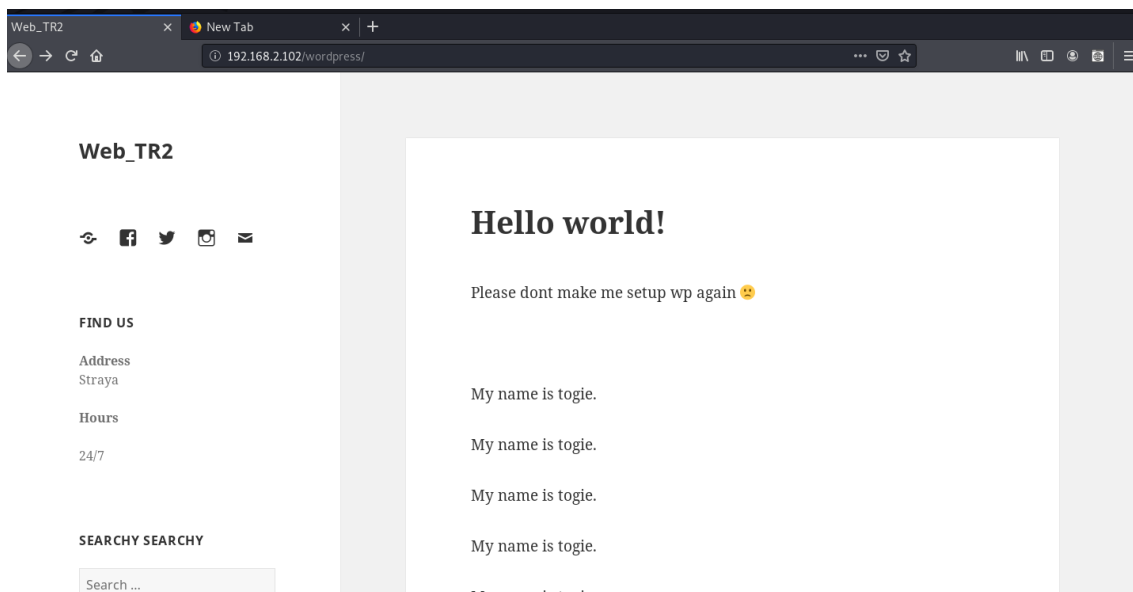 Web_TR2
New Tab
192.168.2.102/wordpress/
Web_TR2
FIND US
Address
Straya
Hours
24/7
SEARCHY SEARCHY
Search ...
Hello world!
Please dont make me setup wp again 🙁
My name is togie.
My name is togie.
My name is togie.
My name is togie.